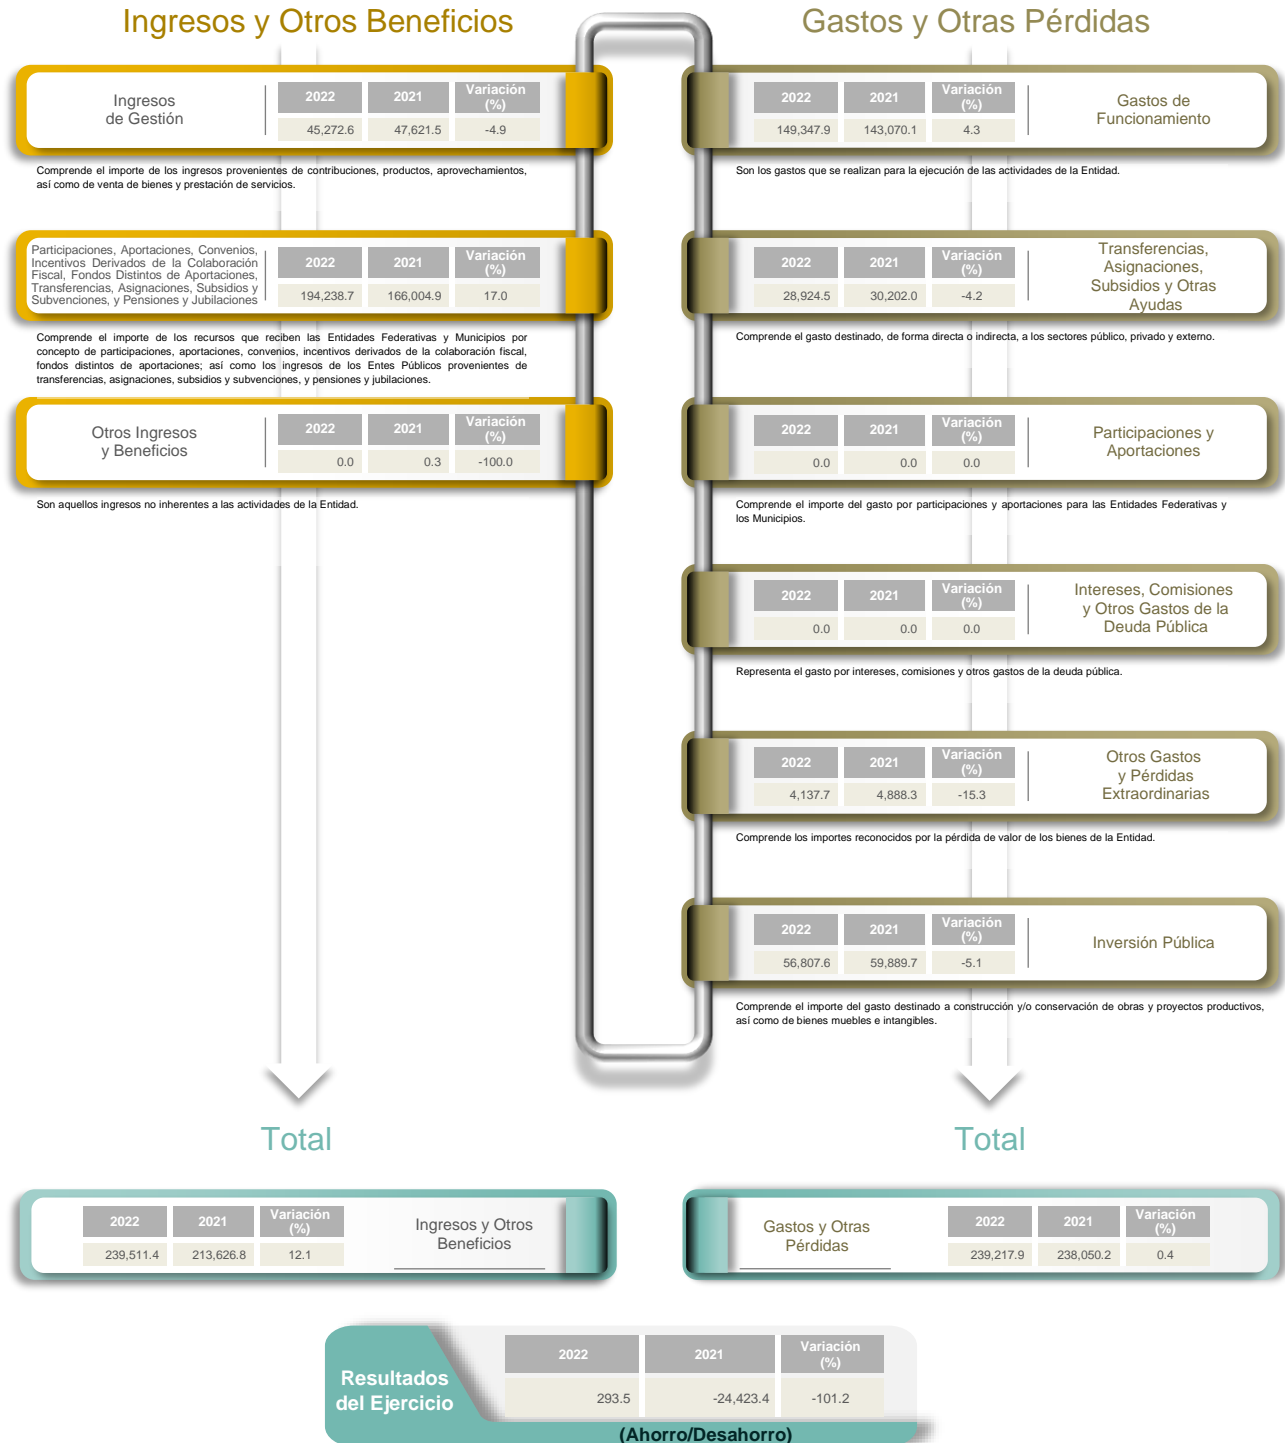 Ingresos y Otros Beneficios
Ingresos
de Gestión
2022 2021 Variación (%)
45,272.6 47,621.5 -4.9
Comprende el importe de los ingresos provenientes de contribuciones, productos, aprovechamientos,
así como de venta de bienes y prestación de servicios.
Participaciones, Aportaciones, Convenios,
Incentivos Derivados de la Colaboración
Fiscal, Fondos Distintos de Aportaciones,
Transferencias, Asignaciones, Subsidios y
Subvenciones, y Pensiones y Jubilaciones
2022 2021 Variación (%)
194,238.7 166,004.9 17.0
Comprende el importe de los recursos que reciben las Entidades Federativas y Municipios por
concepto de participaciones, aportaciones, convenios, incentivos derivados de la colaboración fiscal,
fondos distintos de aportaciones; así como los ingresos de los Entes Públicos provenientes de
transferencias, asignaciones, subsidios y subvenciones, y pensiones y jubilaciones.
Otros Ingresos
y Beneficios
2022 2021 Variación (%)
0.0 0.3 -100.0
Son aquellos ingresos no inherentes a las actividades de la Entidad.
Gastos y Otras Pérdidas
2022 2021 Variación (%)
149,347.9 143,070.1 4.3
Gastos de
Funcionamiento
Son los gastos que se realizan para la ejecución de las actividades de la Entidad.
2022 2021 Variación (%)
28,924.5 30,202.0 -4.2
Transferencias,
Asignaciones,
Subsidios y Otras
Ayudas
Comprende el gasto destinado, de forma directa o indirecta, a los sectores público, privado y externo.
2022 2021 Variación (%)
0.0 0.0 0.0
Participaciones y
Aportaciones
Comprende el importe del gasto por participaciones y aportaciones para las Entidades Federativas y
los Municipios.
2022 2021 Variación (%)
0.0 0.0 0.0
Intereses, Comisiones
y Otros Gastos de la
Deuda Pública
Representa el gasto por intereses, comisiones y otros gastos de la deuda pública.
2022 2021 Variación (%)
4,137.7 4,888.3 -15.3
Otros Gastos
y Pérdidas
Extraordinarias
Comprende los importes reconocidos por la pérdida de valor de los bienes de la Entidad.
2022 2021 Variación (%)
56,807.6 59,889.7 -5.1
Inversión Pública
Comprende el importe del gasto destinado a construcción y/o conservación de obras y proyectos productivos,
así como de bienes muebles e intangibles.
Total
2022 2021 Variación (%)
239,511.4 213,626.8 12.1
Ingresos y Otros
Beneficios
Total
Gastos y Otras
Pérdidas
2022 2021 Variación (%)
239,217.9 238,050.2 0.4
Resultados
del Ejercicio
2022 2021 Variación (%)
293.5 -24,423.4 -101.2
(Ahorro/Desahorro)